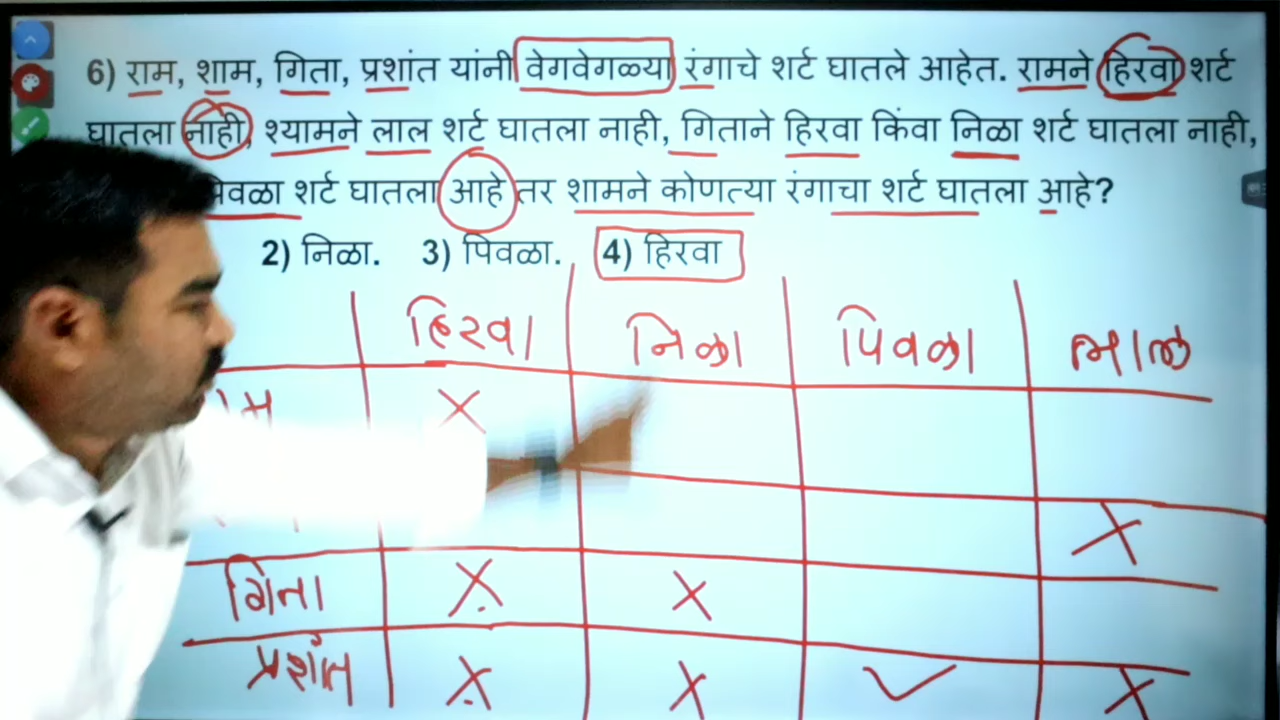 6) राम, शाम, गिता, प्रशांत यांनी वेगवेगळ्या रंगाचे शर्ट घातले आहेत. रामने हिरवा शर्ट
घातला नाही, श्यामने लाल शर्ट घातला नाही, गिताने हिरवा किंवा निळा शर्ट घातला नाही,
शर्ट घातला आहे तर शामने कोणत्या रंगाचा शर्ट घातला आहे?
2) निळा. 3) पिवळा. 4) हिरवा
हिरवा निळा पिवळा लाल
X
X
गिता X X
प्रशांत X X ✓ X